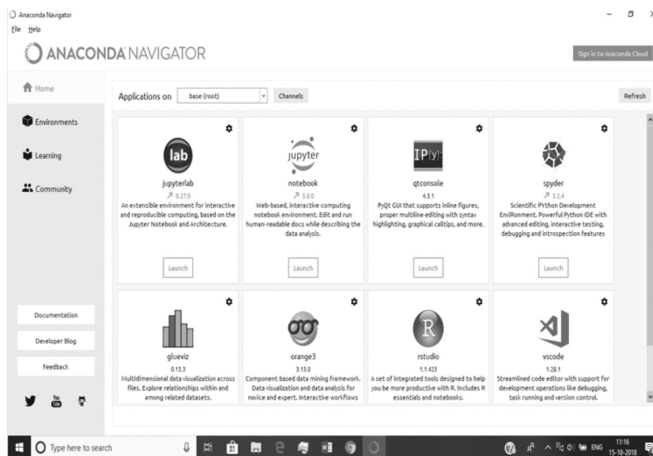 Anaconda Navigator
File Help
ANACONDA NAVIGATOR
Sign in to Anaconda Cloud
Home
Environments
Learning
Community
Documentation
Developer Blog
Feedback
You Tube
Applications on base (root) Channels Refresh
lab
jupyterlab
0.27.0
An extensible environment for interactive
and reproducible computing, based on the
Jupyter Notebook and Architecture.
Launch
jupyter
notebook
5.0.0
Web-based, interactive computing
notebook environment. Edit and run
human-readable docs while describing the
data analysis.
Launch
IP[y]:
qtconsole
4.3.1
PyQt GUI that supports inline figures,
proper multiline editing with syntax
highlighting, graphical calltips, and more.
Launch
spyder
3.2.4
Scientific PYthon Development
EnviRonment. Powerful Python IDE with
advanced editing, interactive testing,
debugging and introspection features
Launch
glueviz
0.13.3
Multidimensional data visualization across
files. Explore relationships within and
among related datasets.
orange3
3.13.0
Component based data mining framework.
Data visualization and data analysis for
novice and expert. Interactive workflows
R
rstudio
1.1.423
A set of integrated tools designed to help
you be more productive with R. Includes R
essentials and notebooks.
vscode
1.28.1
Streamlined code editor with support for
development operations like debugging,
task running and version control.
Type here to search
ENG
11:16
15-10-2018